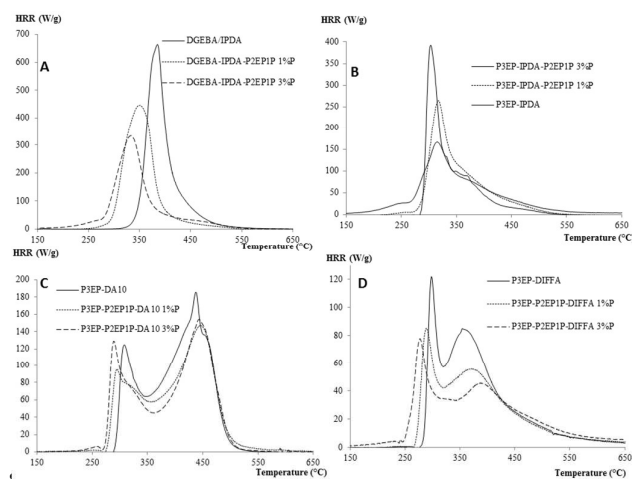 HRR (W/g)
700
600
500
400
300
200
100
0
A
DGEBA/IPDA
DGEBA-IPDA-P2EP1P 1%P
DGEBA-IPDA-P2EP1P 3%P
150 250 350 450 550 650
Temperature (°C)
HRR (W/g)
400
350
300
250
200
150
100
50
0
B
P3EP-IPDA-P2EP1P 3%P
P3EP-IPDA-P2EP1P 1%P
P3EP-IPDA
150 250 350 450 550 650
Temperature (°C)
HRR (W/g)
200
180
160
140
120
100
80
60
40
20
0
C
P3EP-DA10
P3EP-P2EP1P-DA10 1%P
P3EP-P2EP1P-DA10 3%P
150 250 350 450 550 650
Temperature (°C)
HRR (W/g)
140
120
100
80
60
40
20
0
D
P3EP-DIFFA
P3EP-P2EP1P-DIFFA 1%P
P3EP-P2EP1P-DIFFA 3%P
150 250 350 450 550 650
Temperature (°C)